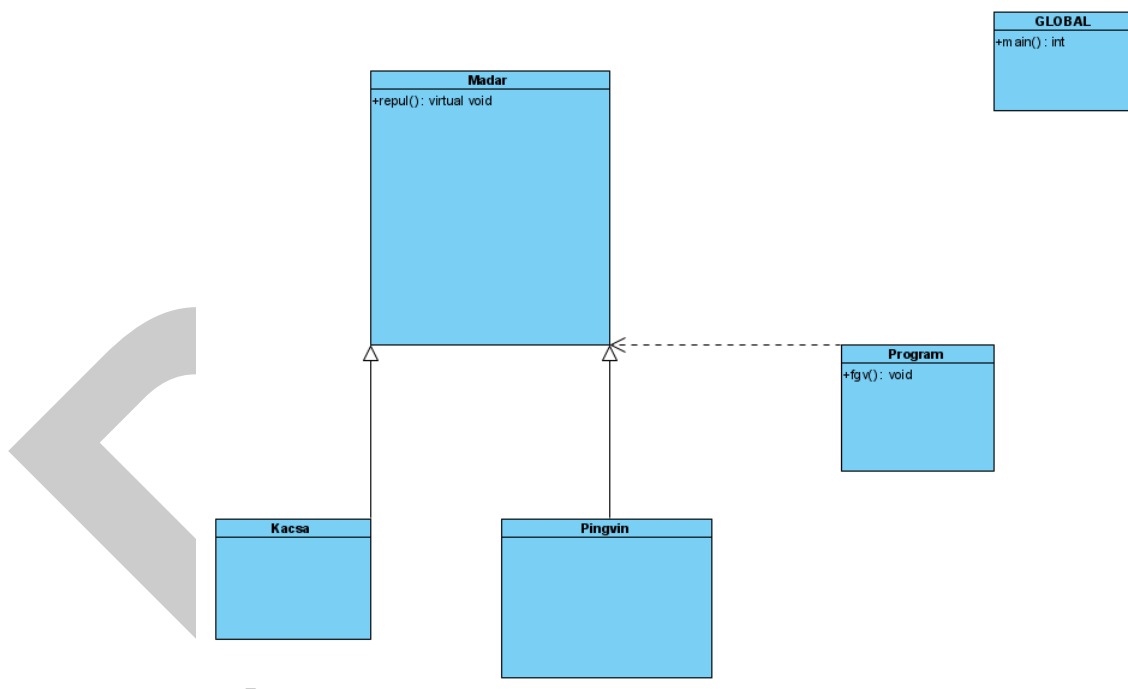 GLOBAL
+main() : int
Madar
+repul() : virtual void
Program
+fgv() : void
Kacsa
Pingvin